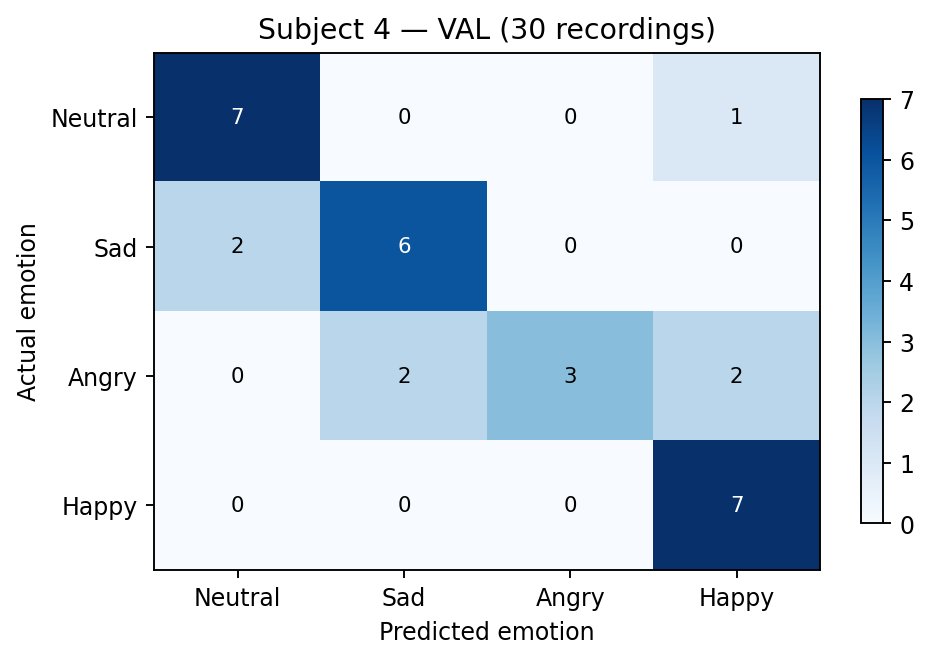 Subject 4 — VAL (30 recordings)
Actual emotion
Neutral 7 0 0 1
Sad 2 6 0 0
Angry 0 2 3 2
Happy 0 0 0 7
Neutral Sad Angry Happy
Predicted emotion
7
6
5
4
3
2
1
0